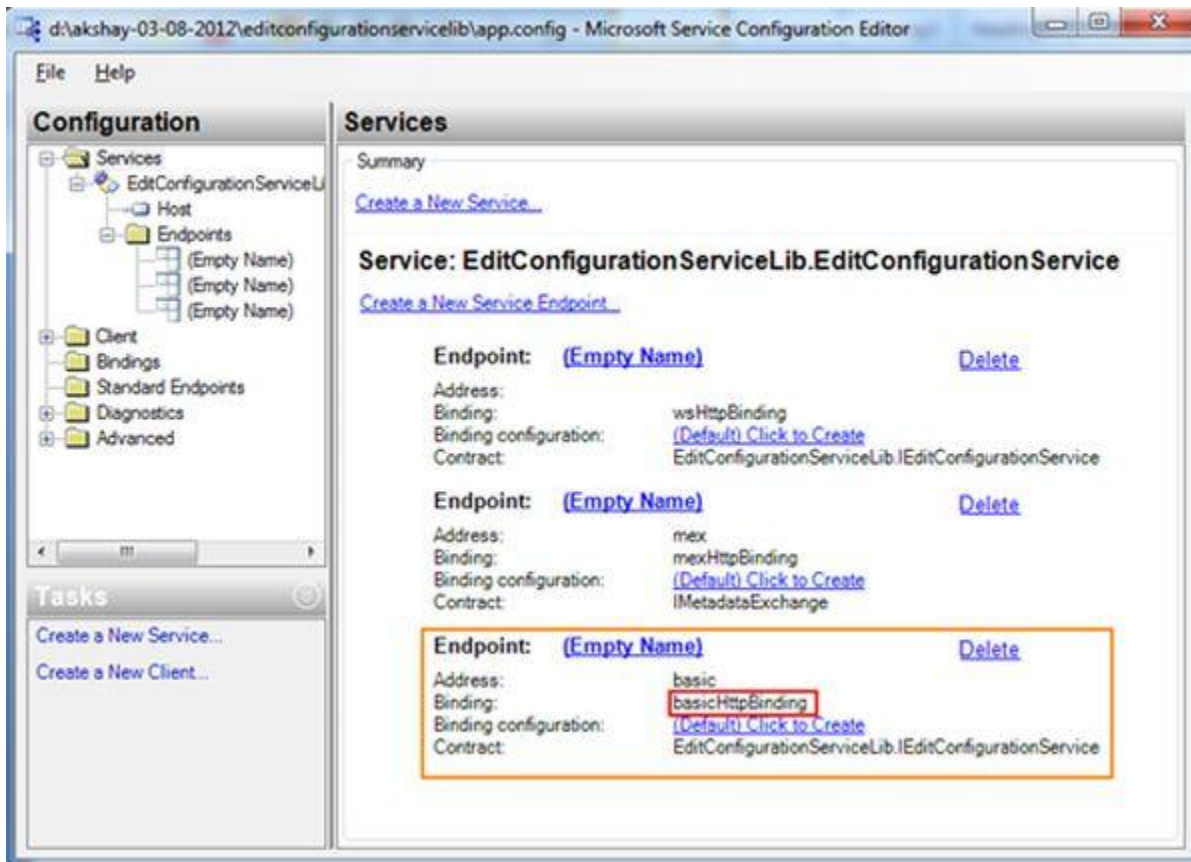 d:\akshay-03-08-2012\editconfigurationservicelib\app.config - Microsoft Service Configuration Editor
File Help
Configuration
Services
EditConfigurationServiceLi
Host
Endpoints
(Empty Name)
(Empty Name)
(Empty Name)
Client
Bindings
Standard Endpoints
Diagnostics
Advanced
Tasks
Create a New Service...
Create a New Client...
Services
Summary
Create a New Service...
Service: EditConfigurationServiceLib.EditConfigurationService
Create a New Service Endpoint...
Endpoint: (Empty Name) Delete
Address:
Binding: wsHttpBinding
Binding configuration: (Default) Click to Create
Contract: EditConfigurationServiceLib.IEditConfigurationService
Endpoint: (Empty Name) Delete
Address: mex
Binding: mexHttpBinding
Binding configuration: (Default) Click to Create
Contract: IMetadataExchange
Endpoint: (Empty Name) Delete
Address: basic
Binding: basicHttpBinding
Binding configuration: (Default) Click to Create
Contract: EditConfigurationServiceLib.IEditConfigurationService